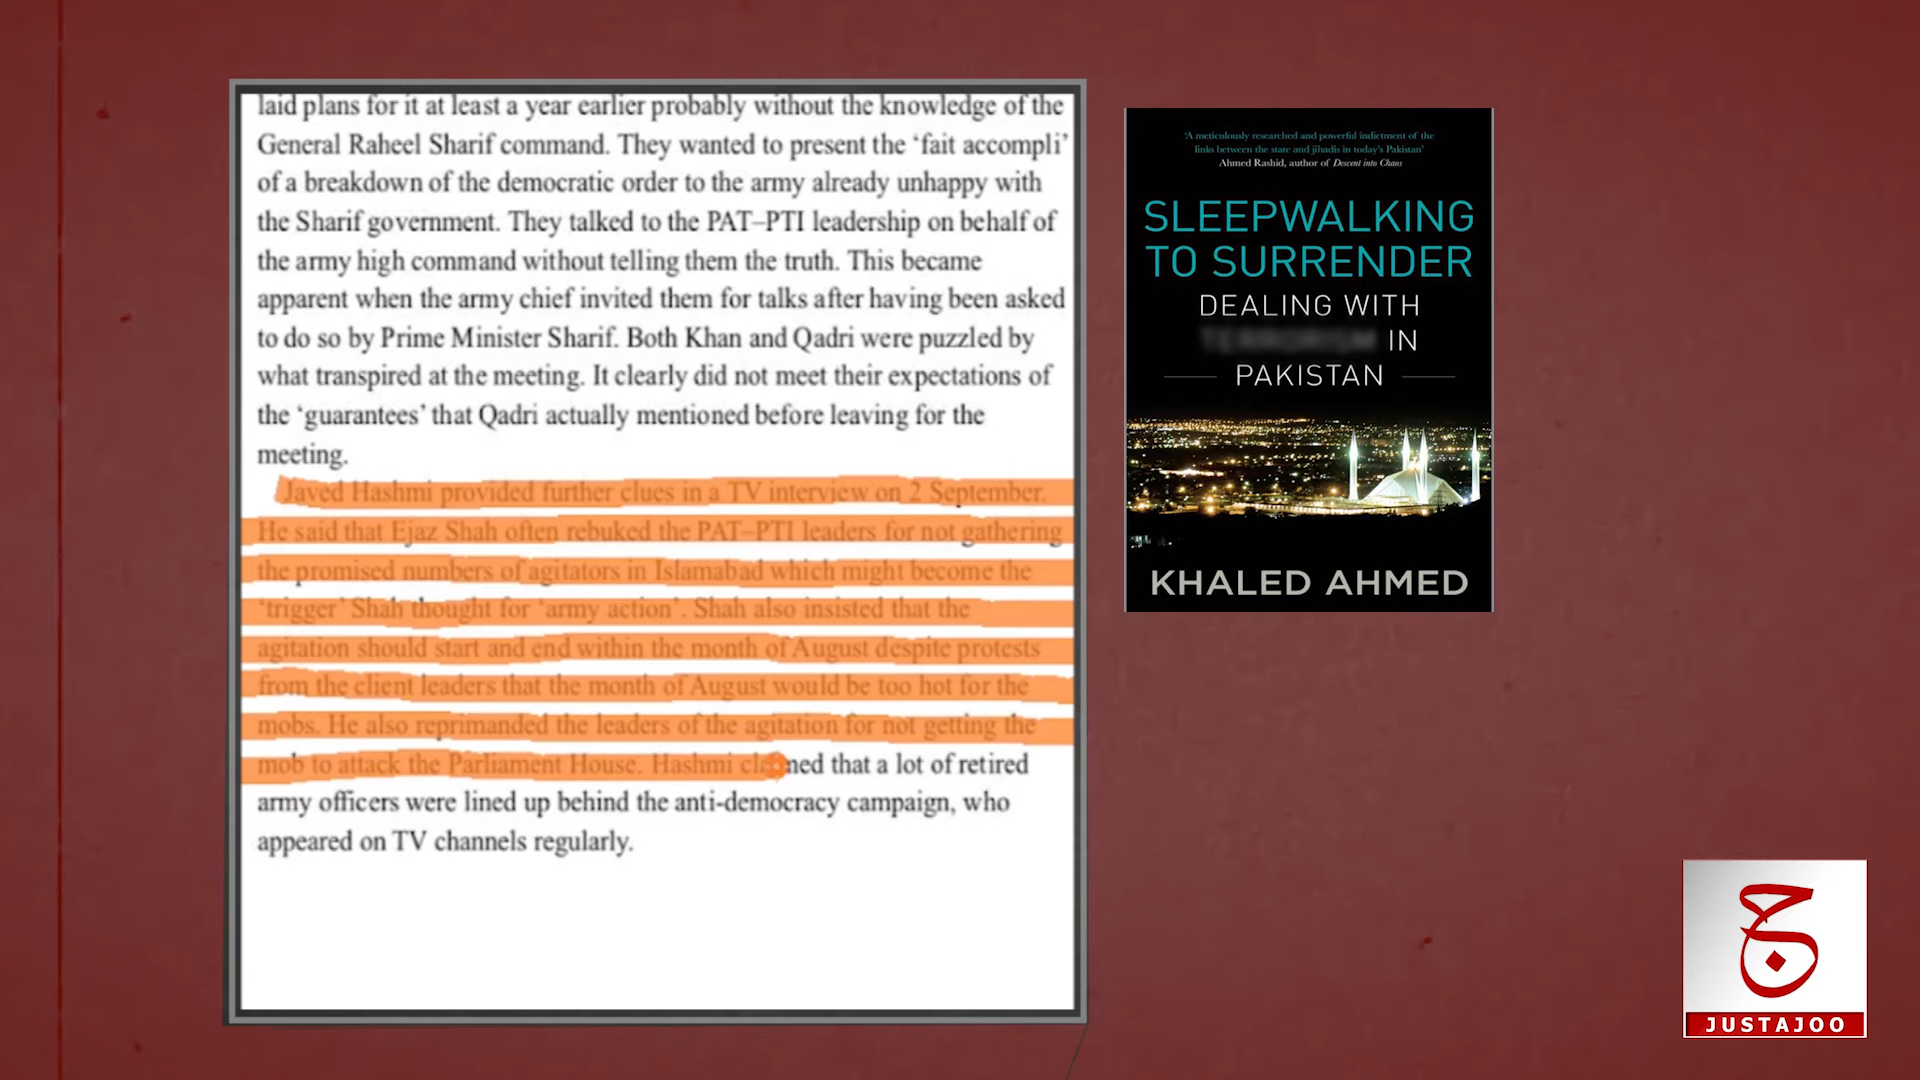 laid plans for it at least a year earlier probably without the knowledge of the
General Raheel Sharif command. They wanted to present the ‘fait accompli’
of a breakdown of the democratic order to the army already unhappy with
the Sharif government. They talked to the PAT–PTI leadership on behalf of
the army high command without telling them the truth. This became
apparent when the army chief invited them for talks after having been asked
to do so by Prime Minister Sharif. Both Khan and Qadri were puzzled by
what transpired at the meeting. It clearly did not meet their expectations of
the ‘guarantees’ that Qadri actually mentioned before leaving for the
meeting.
Javed Hashmi provided further clues in a TV interview on 2 September.
He said that Ejaz Shah often rebuked the PAT–PTI leaders for not gathering
the promised numbers of agitators in Islamabad which might become the
‘trigger’ Shah thought for ‘army action’. Shah also insisted that the
agitation should start and end within the month of August despite protests
from the client leaders that the month of August would be too hot for the
mobs. He also reprimanded the leaders of the agitation for not getting the
mob to attack the Parliament House. Hashmi claimed that a lot of retired
army officers were lined up behind the anti-democracy campaign, who
appeared on TV channels regularly.
‘A meticulously researched and powerful indictment of the
links between the state and jihadis in today's Pakistan’
Ahmed Rashid, author of Descent into Chaos
SLEEPWALKING
TO SURRENDER
DEALING WITH
IN
PAKISTAN
KHALED AHMED
ج
JUSTAJOO